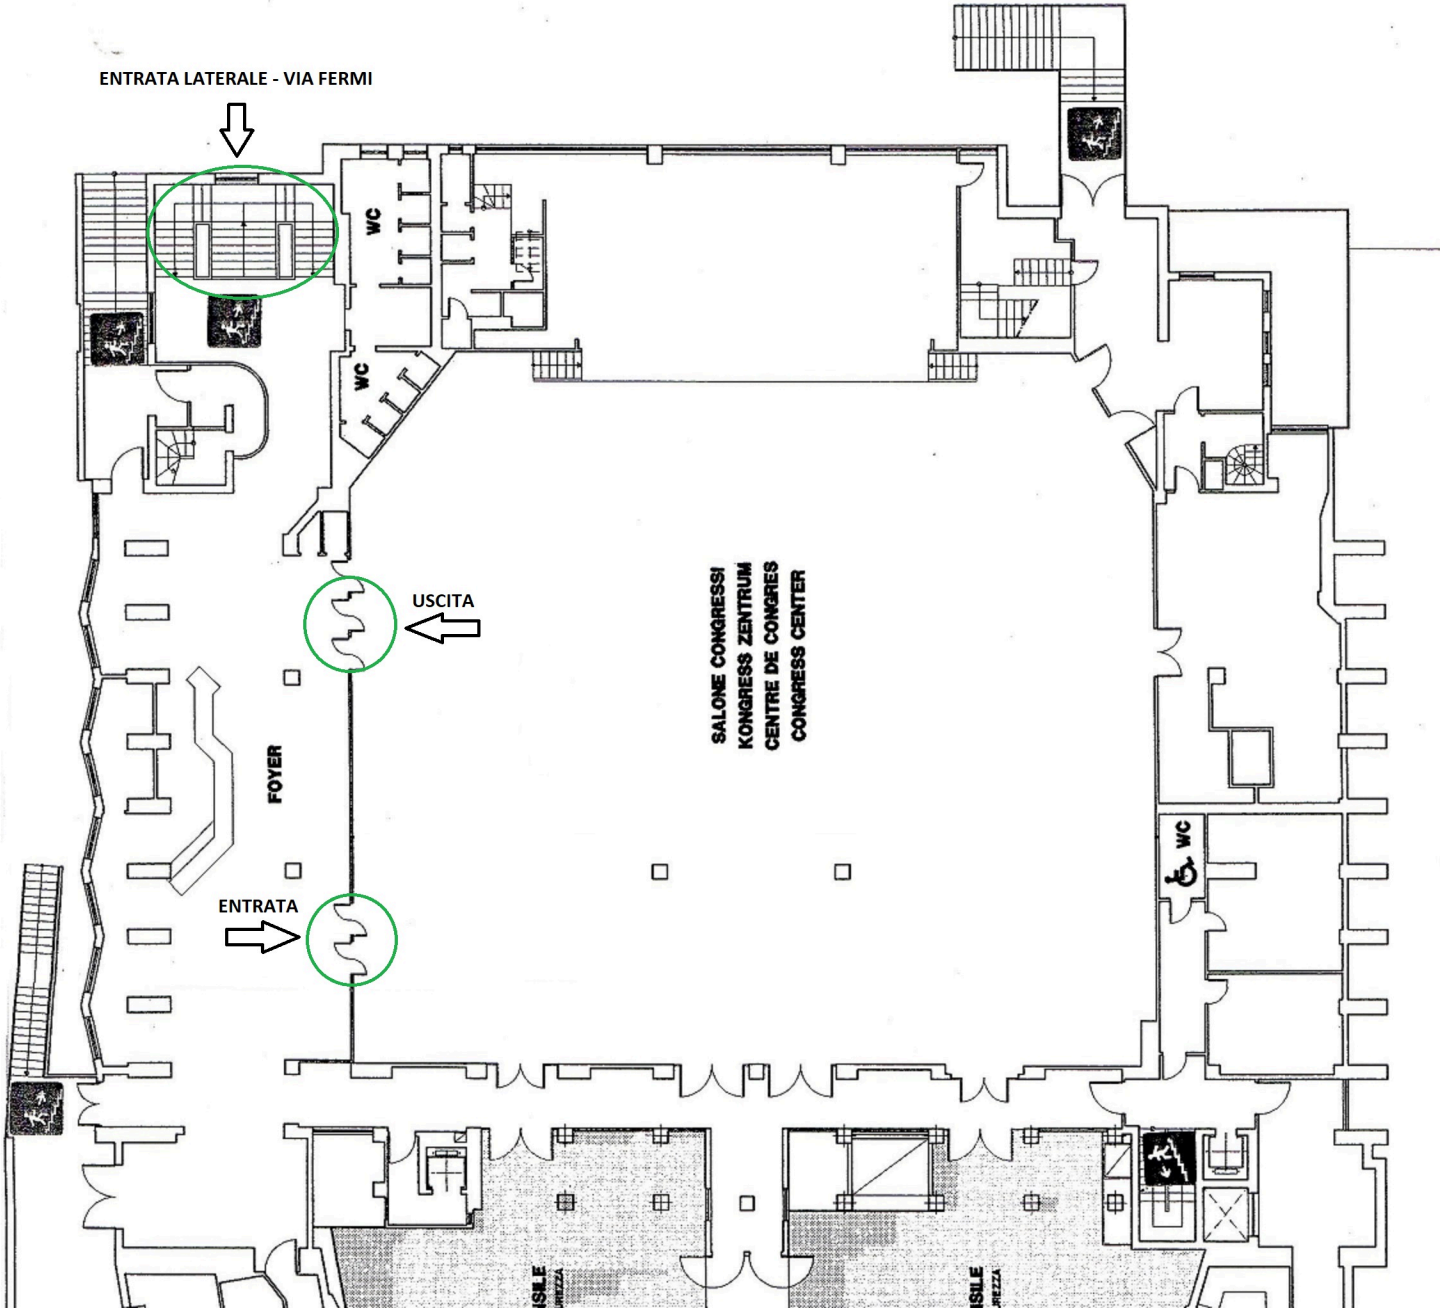 ENTRATA LATERALE - VIA FERMI
WC
WC
USCITA
SALONE CONGRESSI
KONGRESS ZENTRUM
CENTRE DE CONGRES
CONGRESS CENTER
FOYER
WC
ENTRATA